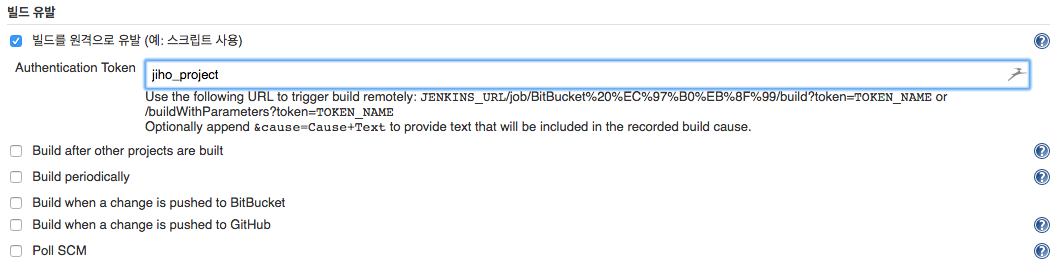 빌드 유발
빌드를 원격으로 유발 (예: 스크립트 사용)
Authentication Token
jiho_project
Use the following URL to trigger build remotely: JENKINS_URL/job/BitBucket%20%EC%97%B0%EB%8F%99/build?token=TOKEN_NAME or
/buildWithParameters?token=TOKEN_NAME
Optionally append &cause=Cause+Text to provide text that will be included in the recorded build cause.
Build after other projects are built
Build periodically
Build when a change is pushed to BitBucket
Build when a change is pushed to GitHub
Poll SCM